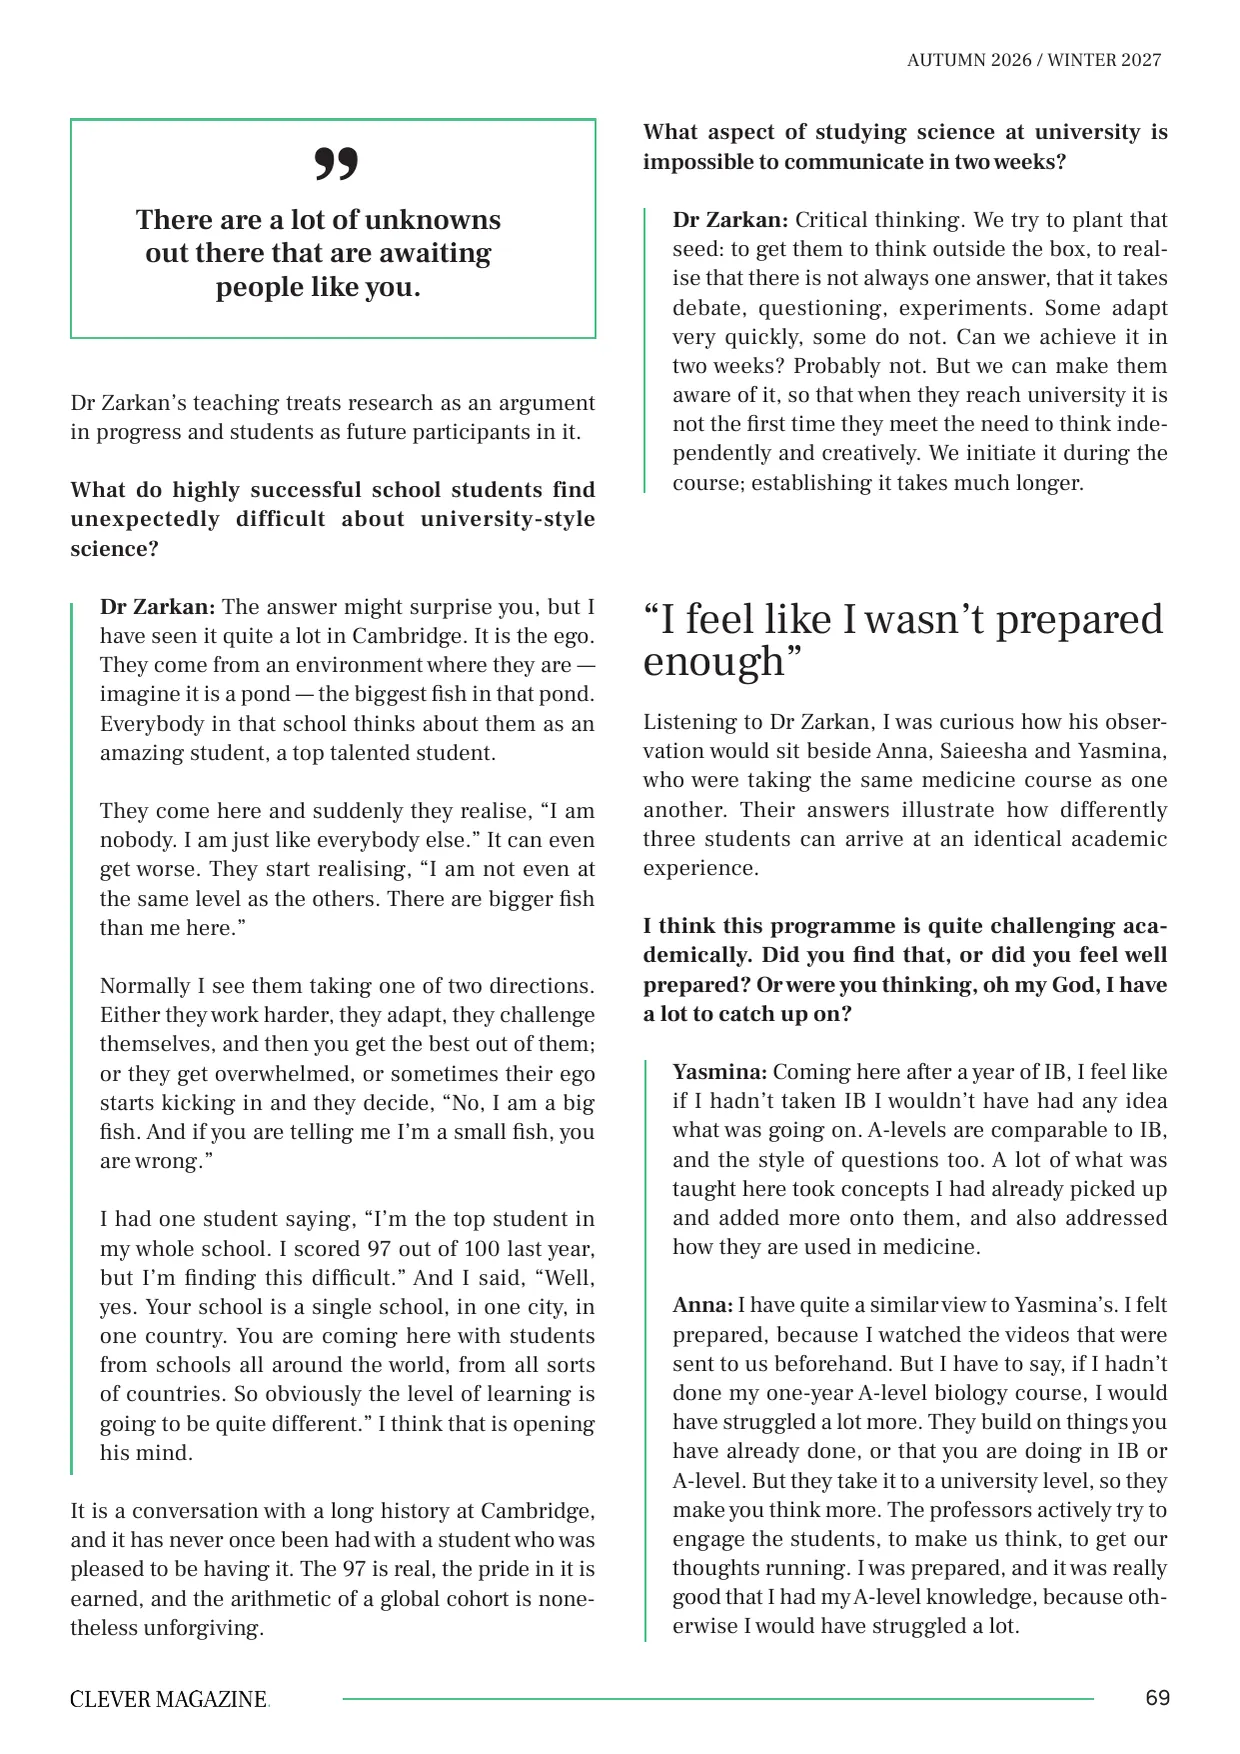 AUTUMN 2026 / WINTER 2027
”
There are a lot of unknowns
out there that are awaiting
people like you.
Dr Zarkan’s teaching treats research as an argument
in progress and students as future participants in it.
What do highly successful school students find
unexpectedly difficult about university-style
science?
Dr Zarkan: The answer might surprise you, but I
have seen it quite a lot in Cambridge. It is the ego.
They come from an environment where they are —
imagine it is a pond — the biggest fish in that pond.
Everybody in that school thinks about them as an
amazing student, a top talented student.
They come here and suddenly they realise, “I am
nobody. I am just like everybody else.” It can even
get worse. They start realising, “I am not even at
the same level as the others. There are bigger fish
than me here.”
Normally I see them taking one of two directions.
Either they work harder, they adapt, they challenge
themselves, and then you get the best out of them;
or they get overwhelmed, or sometimes their ego
starts kicking in and they decide, “No, I am a big
fish. And if you are telling me I’m a small fish, you
are wrong.”
I had one student saying, “I’m the top student in
my whole school. I scored 97 out of 100 last year,
but I’m finding this difficult.” And I said, “Well,
yes. Your school is a single school, in one city, in
one country. You are coming here with students
from schools all around the world, from all sorts
of countries. So obviously the level of learning is
going to be quite different.” I think that is opening
his mind.
It is a conversation with a long history at Cambridge,
and it has never once been had with a student who was
pleased to be having it. The 97 is real, the pride in it is
earned, and the arithmetic of a global cohort is none-
theless unforgiving.
What aspect of studying science at university is
impossible to communicate in two weeks?
Dr Zarkan: Critical thinking. We try to plant that
seed: to get them to think outside the box, to real-
ise that there is not always one answer, that it takes
debate, questioning, experiments. Some adapt
very quickly, some do not. Can we achieve it in
two weeks? Probably not. But we can make them
aware of it, so that when they reach university it is
not the first time they meet the need to think inde-
pendently and creatively. We initiate it during the
course; establishing it takes much longer.
“I feel like I wasn’t prepared
enough”
Listening to Dr Zarkan, I was curious how his obser-
vation would sit beside Anna, Saieesha and Yasmina,
who were taking the same medicine course as one
another. Their answers illustrate how differently
three students can arrive at an identical academic
experience.
I think this programme is quite challenging aca-
demically. Did you find that, or did you feel well
prepared? Or were you thinking, oh my God, I have
a lot to catch up on?
Yasmina: Coming here after a year of IB, I feel like
if I hadn’t taken IB I wouldn’t have had any idea
what was going on. A-levels are comparable to IB,
and the style of questions too. A lot of what was
taught here took concepts I had already picked up
and added more onto them, and also addressed
how they are used in medicine.
Anna: I have quite a similar view to Yasmina’s. I felt
prepared, because I watched the videos that were
sent to us beforehand. But I have to say, if I hadn’t
done my one-year A-level biology course, I would
have struggled a lot more. They build on things you
have already done, or that you are doing in IB or
A-level. But they take it to a university level, so they
make you think more. The professors actively try to
engage the students, to make us think, to get our
thoughts running. I was prepared, and it was really
good that I had my A-level knowledge, because oth-
erwise I would have struggled a lot.
CLEVER MAGAZINE.
69